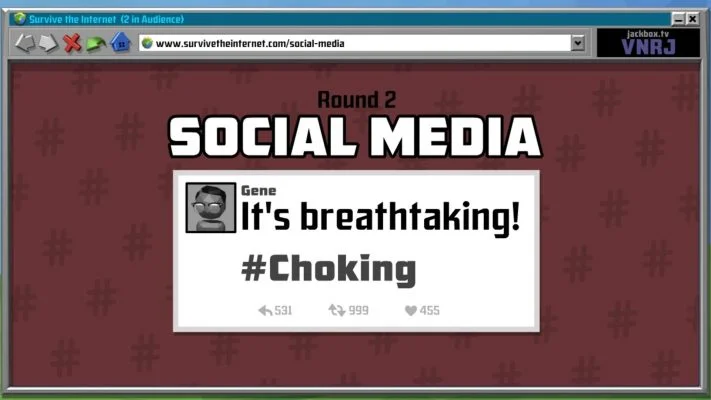 Survive the Internet (2 in Audience)
www.survivetheinternet.com/social-media
jackbox.tv
VNRJ
Round 2
SOCIAL MEDIA
Gene
It's breathtaking!
#Choking
531 999 455